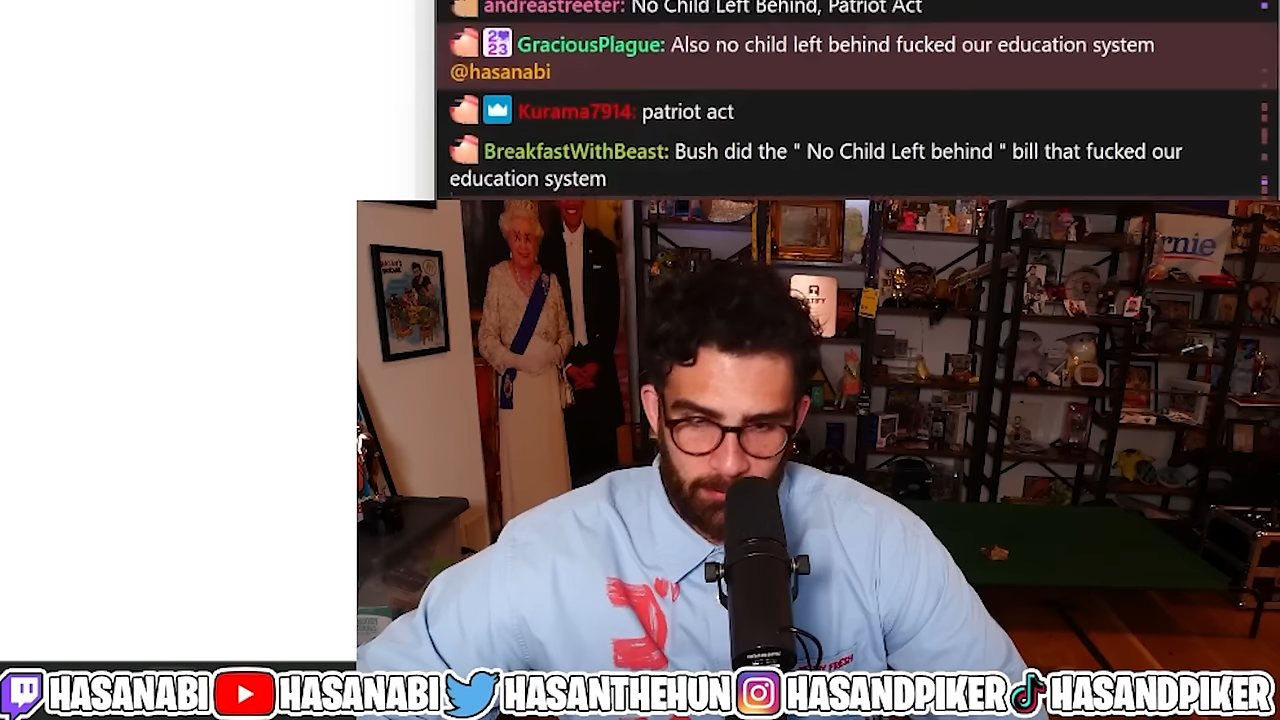 andreastreeter: No Child Left Behind, Patriot Act
GraciousPlague: Also no child left behind fucked our education system
@hasanabi
Kurama7914: patriot act
BreakfastWithBeast: Bush did the " No Child Left behind " bill that fucked our
education system
rnie
HASANABI HASANABI HASANTHEHUN HASANDPIKER HASANDPIKER